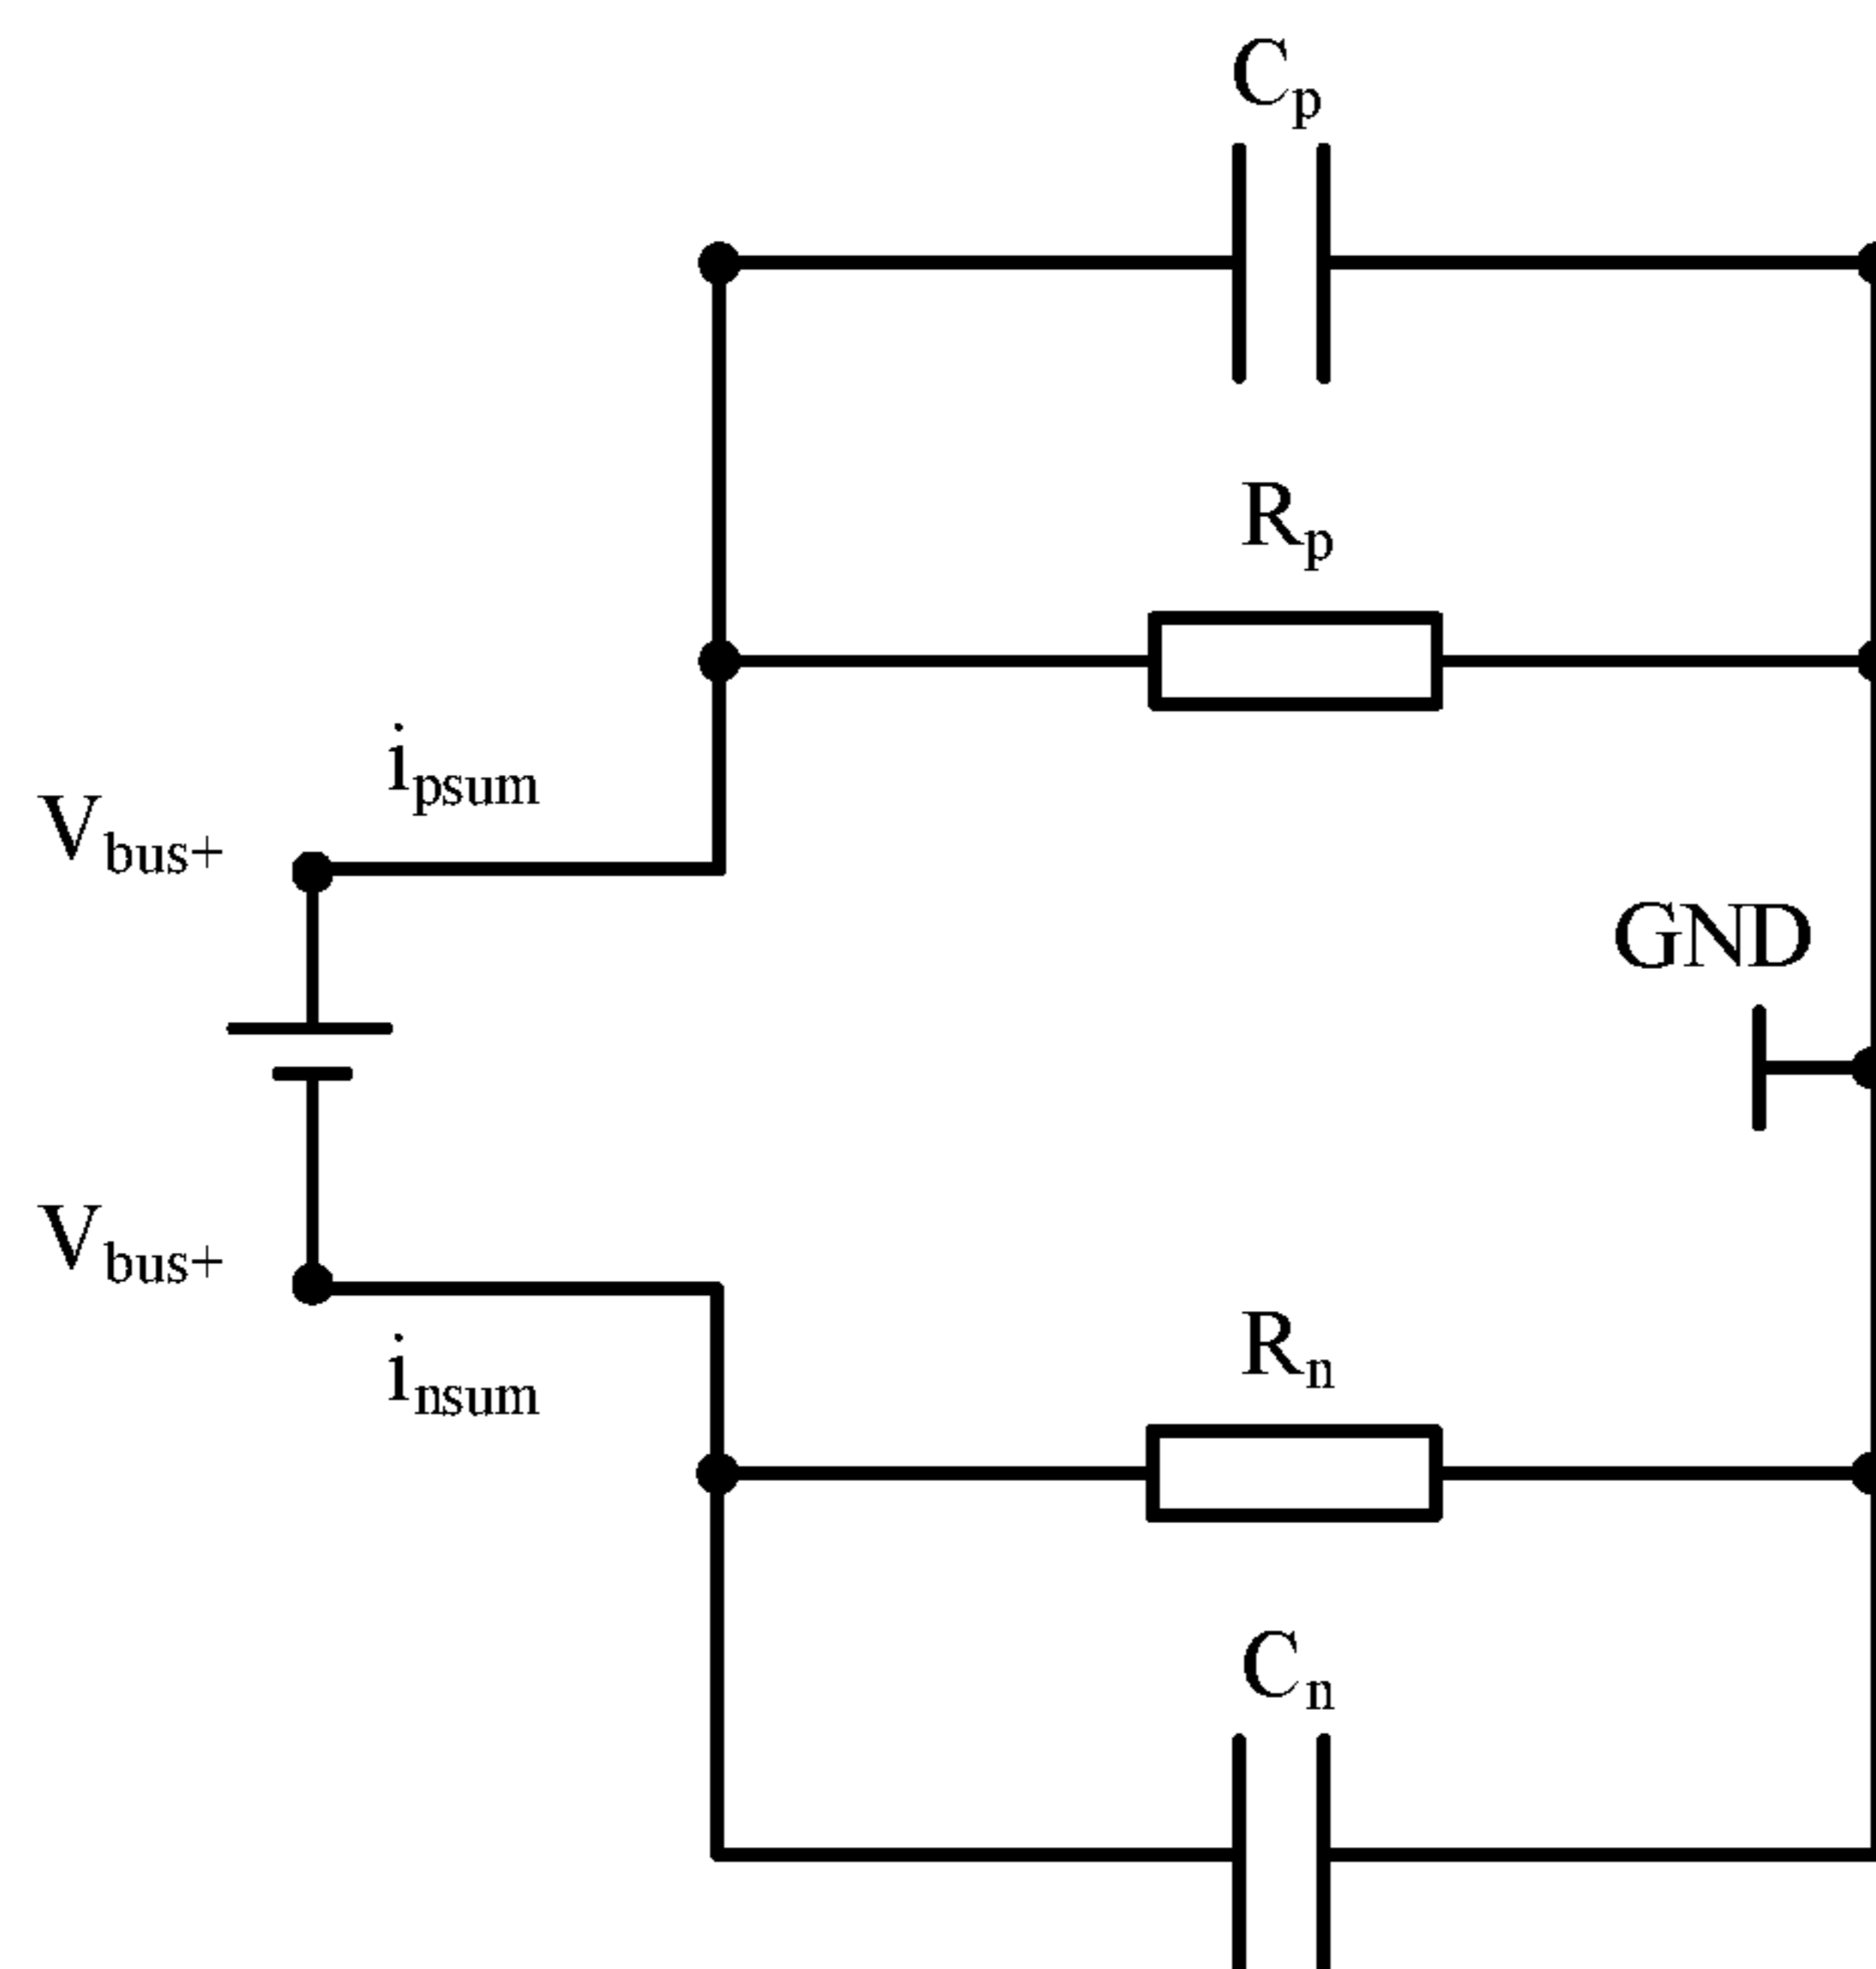 Cp
Rp
ipsum
Vbus+
GND
Vbus+
Rn
insum
Cn